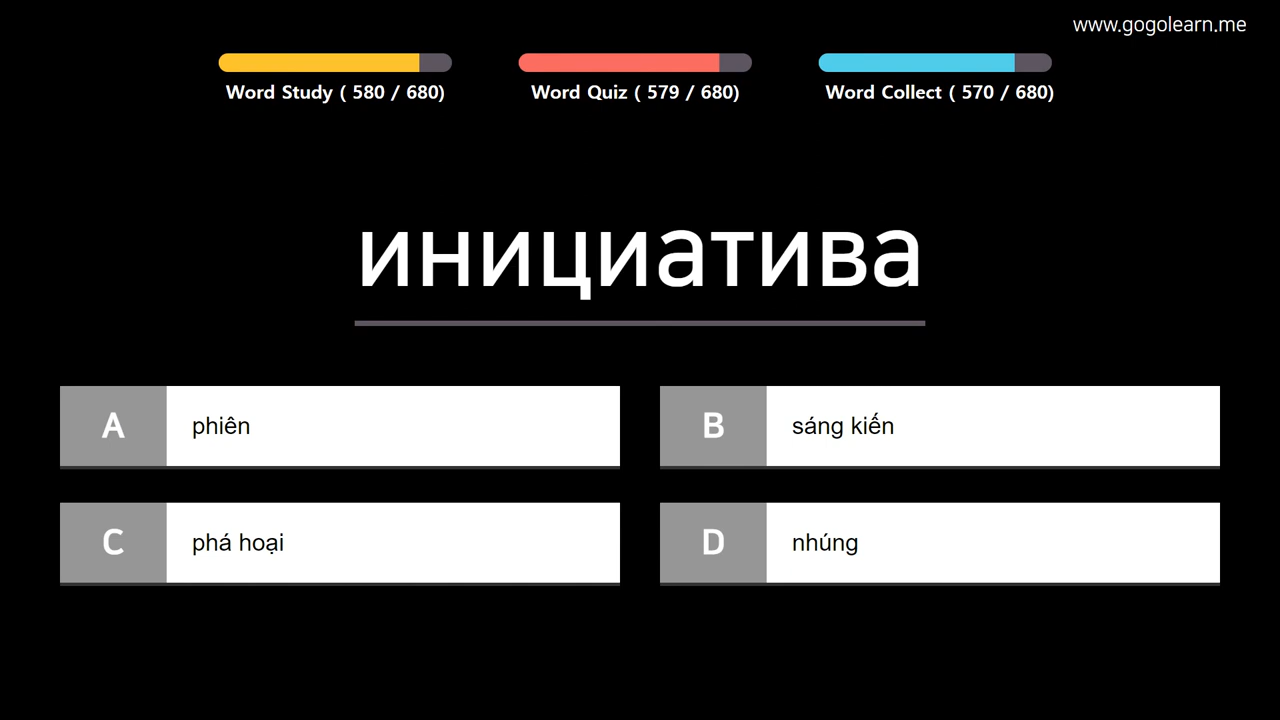 www.gogolearn.me
Word Study ( 580 / 680)
Word Quiz ( 579 / 680)
Word Collect ( 570 / 680)
инициатива
A phiên
B sáng kiến
C phá hoại
D nhúng